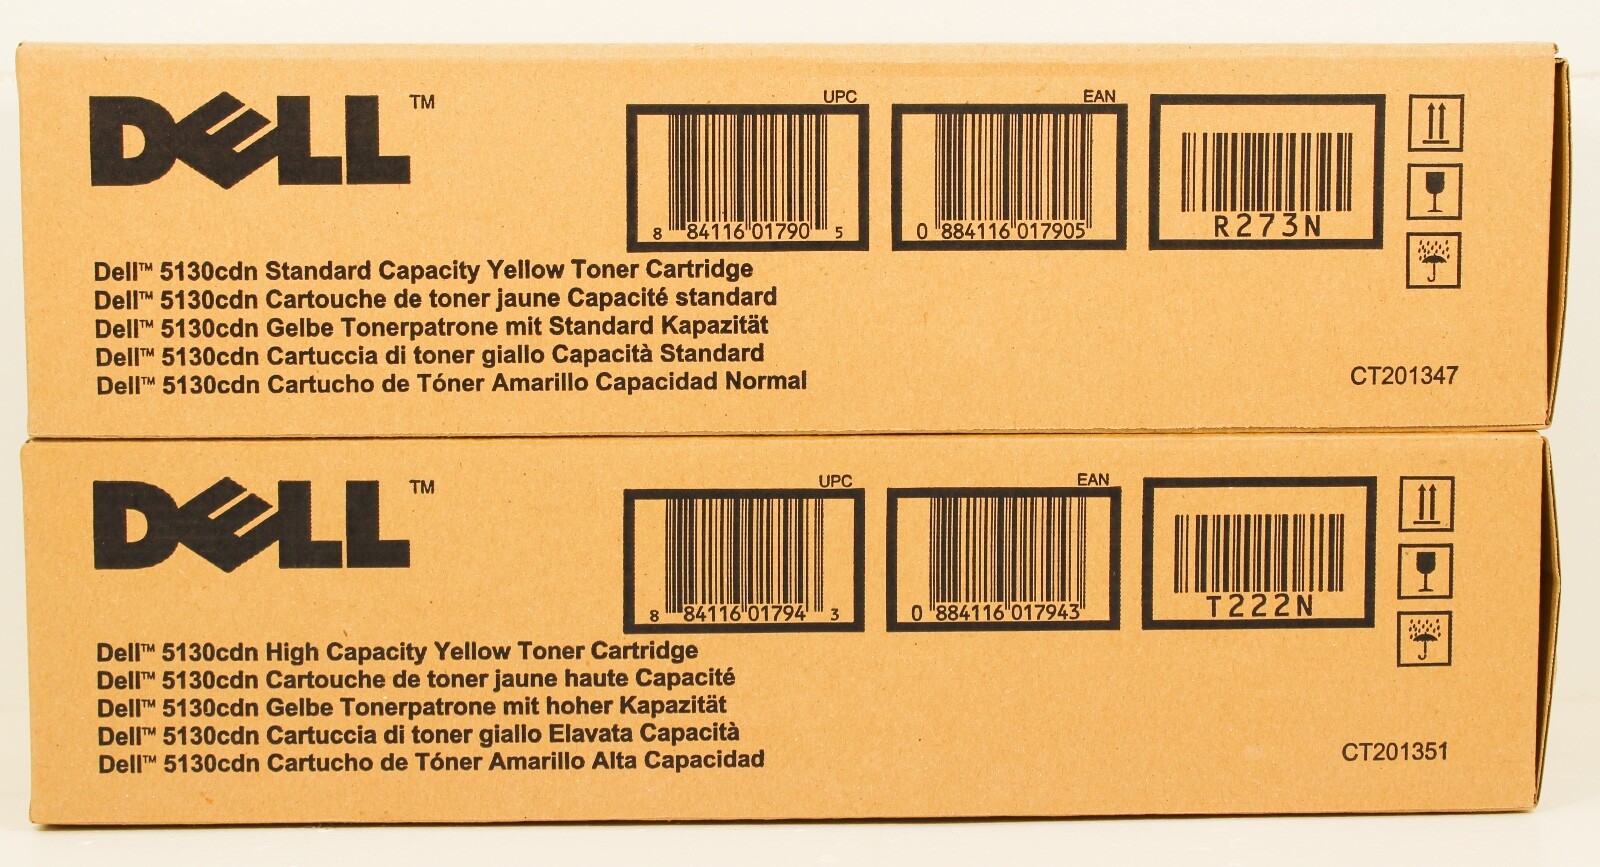 DELL™
UPC
EAN
8 84116 01790 5
0 884116 017905
R273N
Dell™ 5130cdn Standard Capacity Yellow Toner Cartridge
Dell™ 5130cdn Cartouche de toner jaune Capacité standard
Dell™ 5130cdn Gelbe Tonerpatrone mit Standard Kapazität
Dell™ 5130cdn Cartuccia di toner giallo Capacità Standard
Dell™ 5130cdn Cartucho de Tóner Amarillo Capacidad Normal
CT201347
DELL™
UPC
EAN
8 84116 01794 3
0 884116 017943
T222N
Dell™ 5130cdn High Capacity Yellow Toner Cartridge
Dell™ 5130cdn Cartouche de toner jaune haute Capacité
Dell™ 5130cdn Gelbe Tonerpatrone mit hoher Kapazität
Dell™ 5130cdn Cartuccia di toner giallo Elavata Capacità
Dell™ 5130cdn Cartucho de Tóner Amarillo Alta Capacidad
CT201351